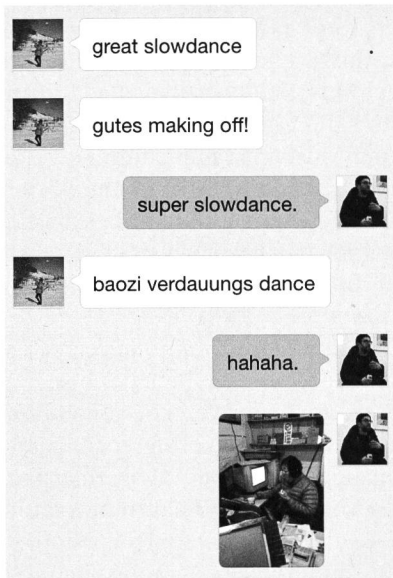 great slowdance
gutes making off!
super slowdance.
baozi verdauungs dance
hahaha.